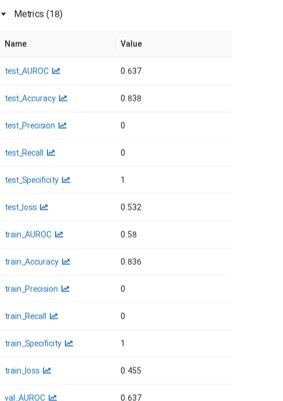 Metrics (18)
Name Value
test_AUROC 0.637
test_Accuracy 0.838
test_Precision 0
test_Recall 0
test_Specificity 1
test_loss 0.532
train_AUROC 0.58
train_Accuracy 0.836
train_Precision 0
train_Recall 0
train_Specificity 1
train_loss 0.455
val_AUROC 0.637